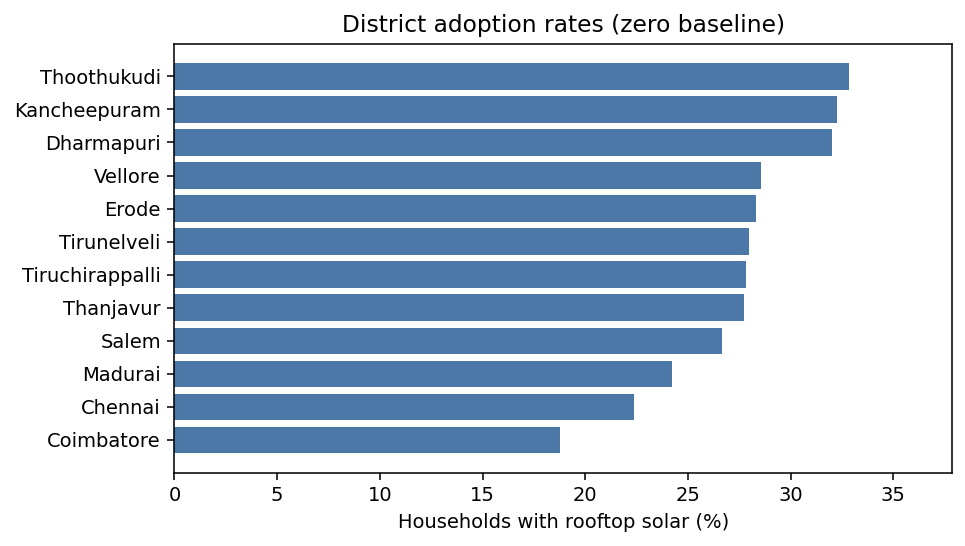 District adoption rates (zero baseline)
Thoothukudi
Kancheepuram
Dharmapuri
Vellore
Erode
Tirunelveli
Tiruchirappalli
Thanjavur
Salem
Madurai
Chennai
Coimbatore
0 5 10 15 20 25 30 35
Households with rooftop solar (%)